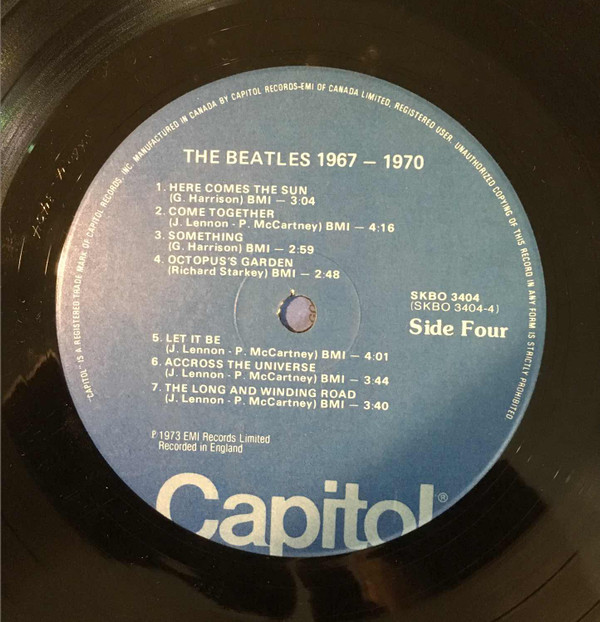 "CAPITOL" IS A REGISTERED TRADE MARK OF CAPITOL RECORDS, INC. MANUFACTURED IN CANADA BY CAPITOL RECORDS-EMI OF CANADA LIMITED, REGISTERED USER. UNAUTHORIZED COPYING OF THIS RECORD IN ANY FORM IS STRICTLY PROHIBITED.
THE BEATLES 1967 – 1970
1. HERE COMES THE SUN
(G. Harrison) BMI – 3:04
2. COME TOGETHER
(J. Lennon - P. McCartney) BMI – 4:16
3. SOMETHING
(G. Harrison) BMI – 2:59
4. OCTOPUS'S GARDEN
(Richard Starkey) BMI – 2:48
SKBO 3404
(SKBO 3404-4)
Side Four
5. LET IT BE
(J. Lennon - P. McCartney) BMI – 4:01
6. ACCROSS THE UNIVERSE
(J. Lennon - P. McCartney) BMI – 3:44
7. THE LONG AND WINDING ROAD
(J. Lennon - P. McCartney) BMI – 3:40
℗ 1973 EMI Records Limited
Recorded in England
Capitol®